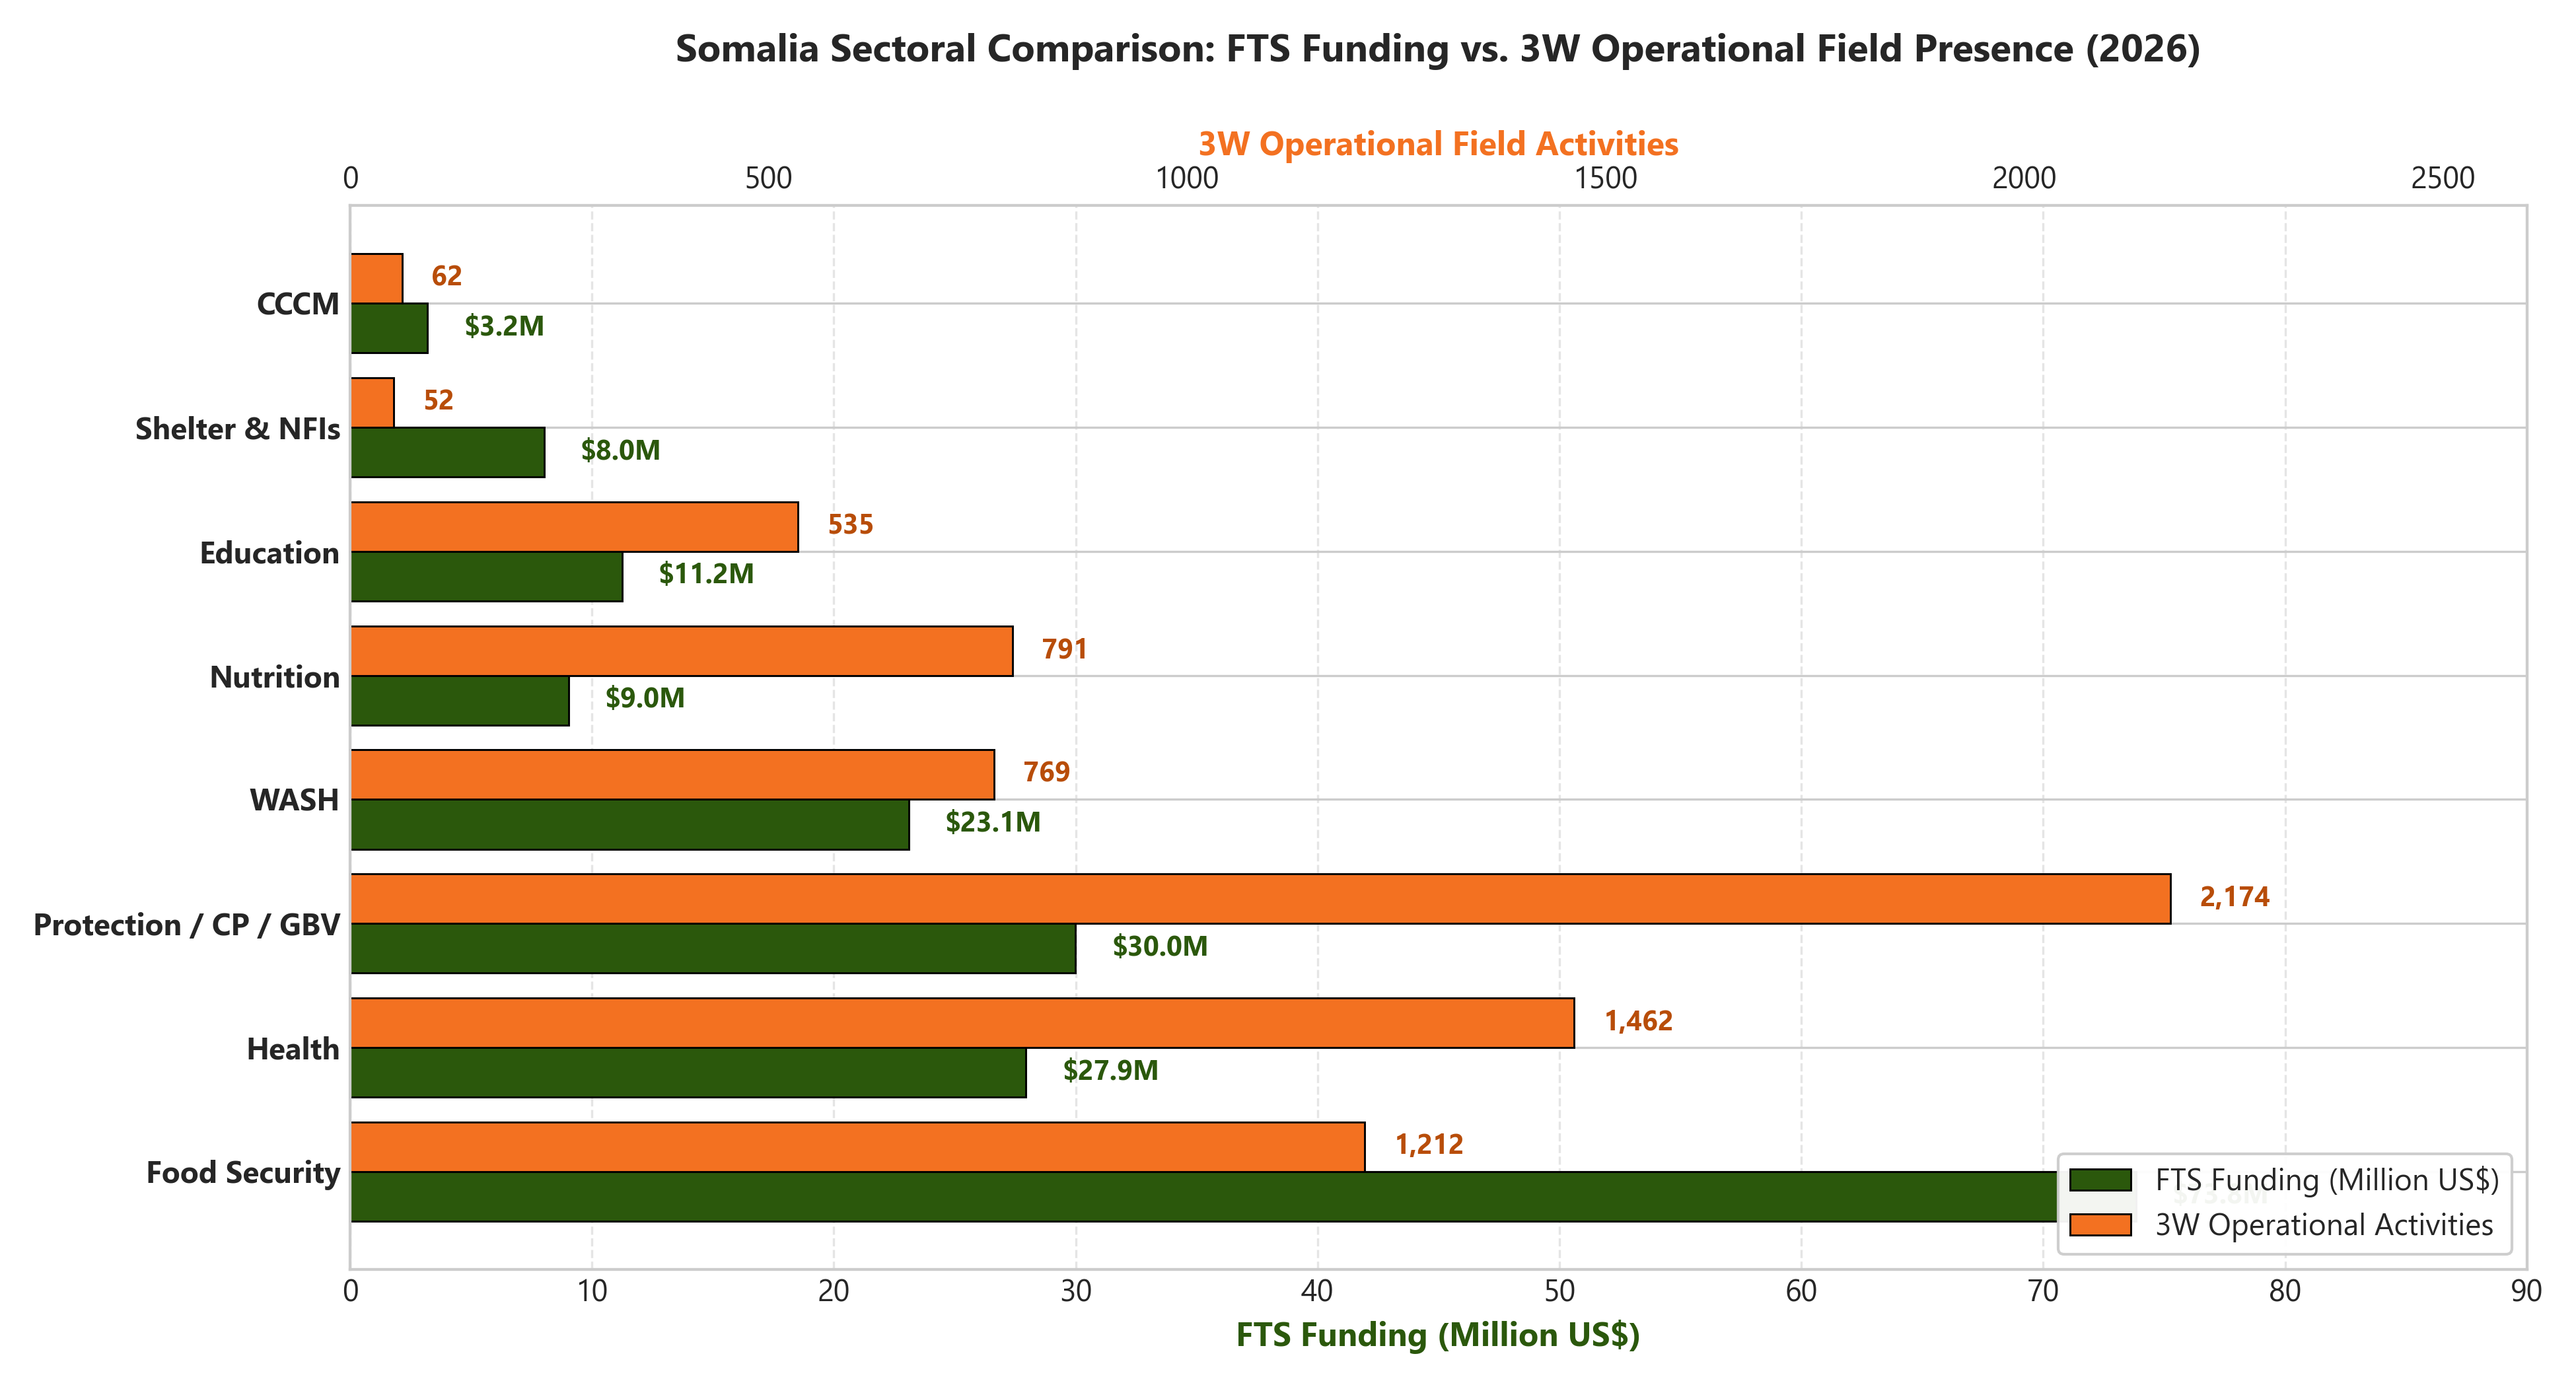 Somalia Sectoral Comparison: FTS Funding vs. 3W Operational Field Presence (2026)
3W Operational Field Activities
0 500 1000 1500 2000 2500
CCCM
62
$3.2M
Shelter & NFIs
52
$8.0M
Education
535
$11.2M
Nutrition
791
$9.0M
WASH
769
$23.1M
Protection / CP / GBV
2,174
$30.0M
Health
1,462
$27.9M
Food Security
1,212
$73.8M
FTS Funding (Million US$)
3W Operational Activities
0 10 20 30 40 50 60 70 80 90
FTS Funding (Million US$)